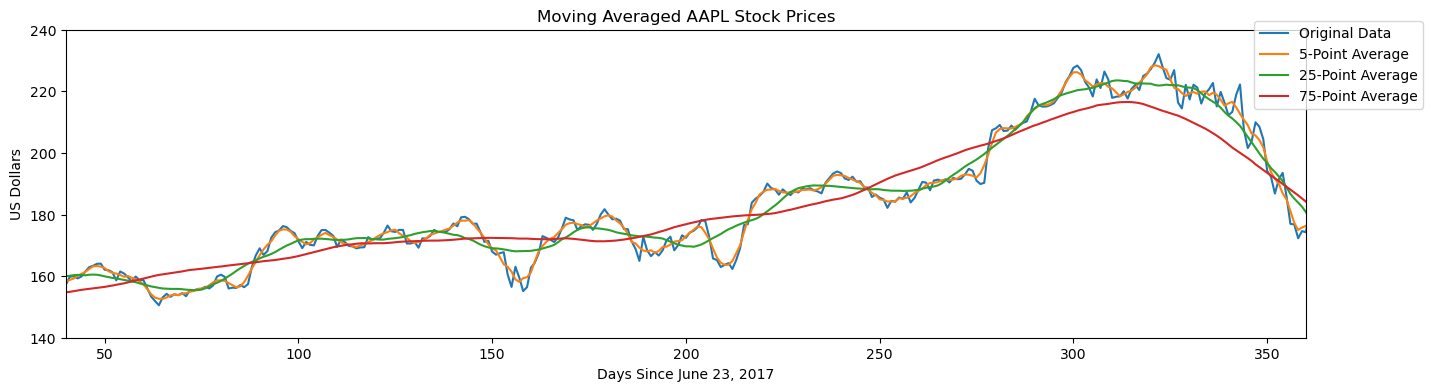 Moving Averaged AAPL Stock Prices
Original Data
5-Point Average
25-Point Average
75-Point Average
US Dollars
240
220
200
180
160
140
50 100 150 200 250 300 350
Days Since June 23, 2017